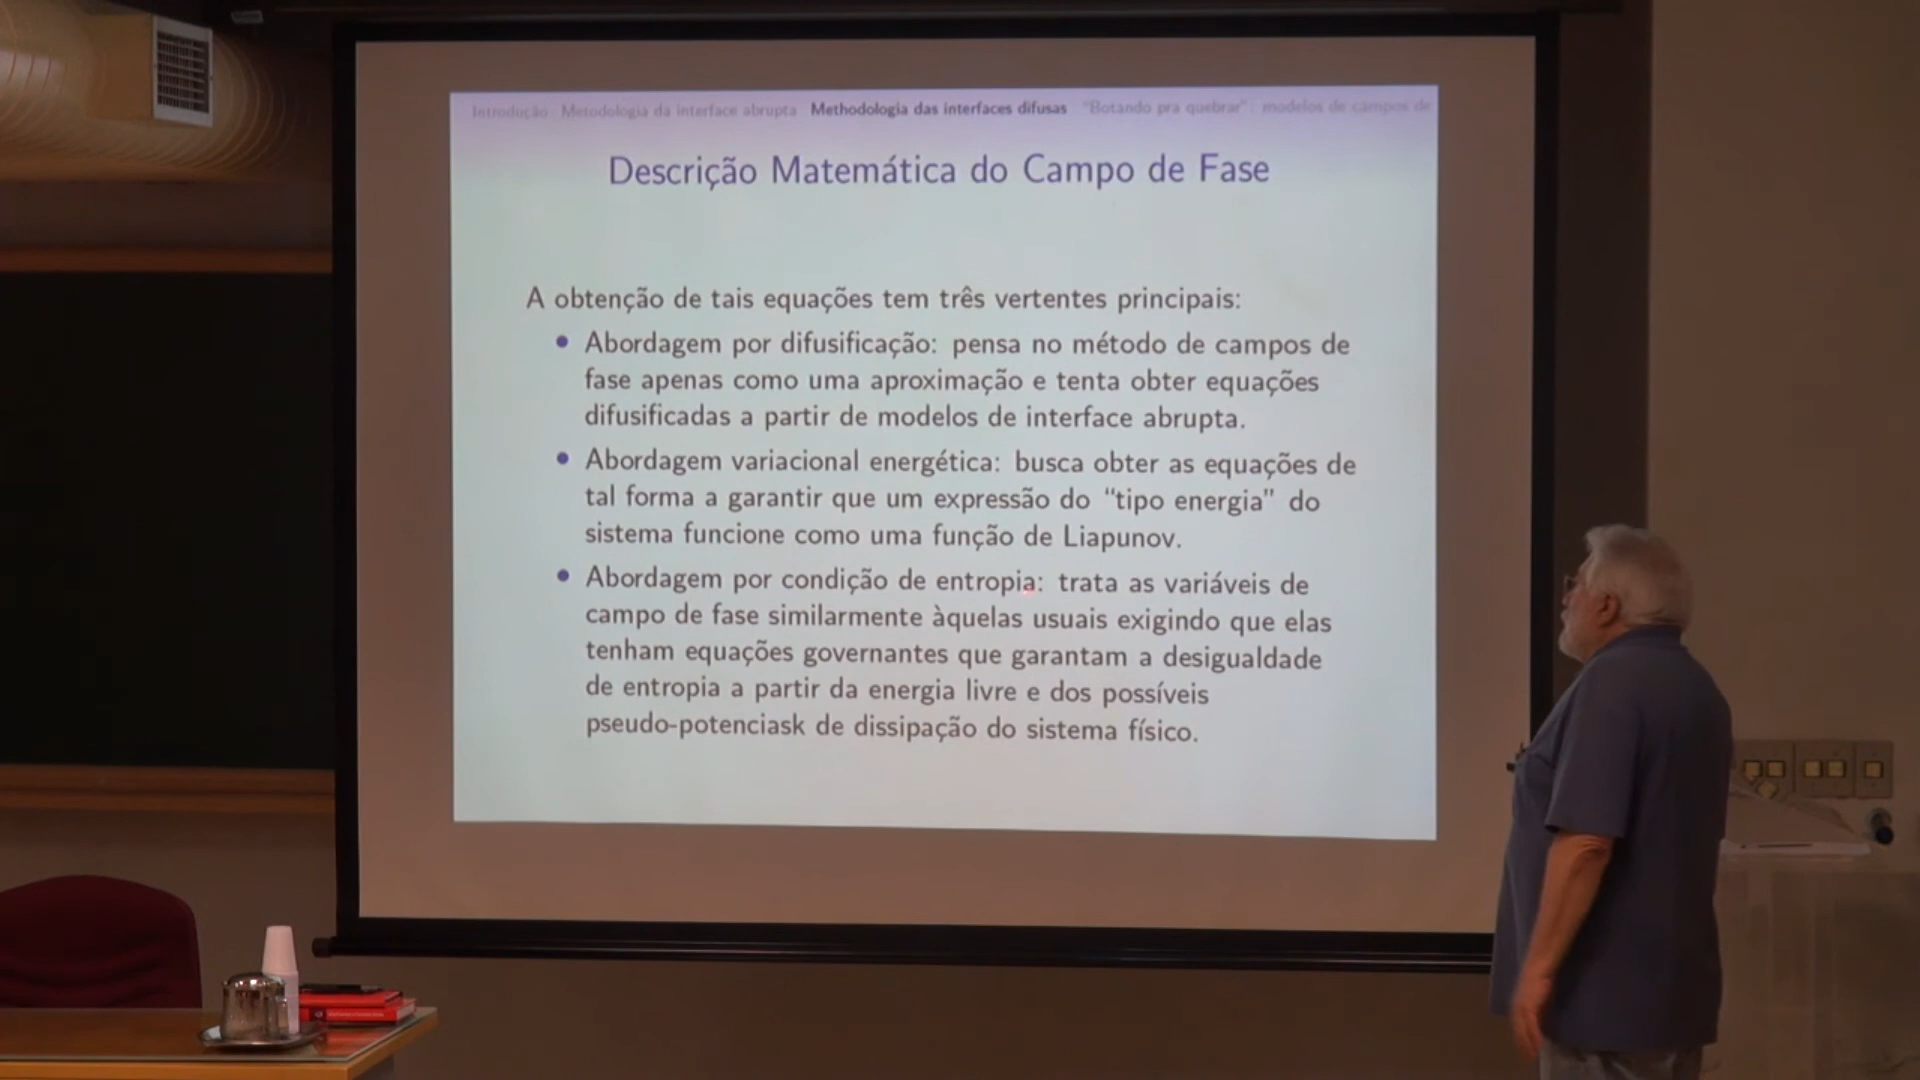 Introdução Metodologia da interface abrupta Methodologia das interfaces difusas "Botando pra quebrar": modelos de campos de
Descrição Matemática do Campo de Fase
A obtenção de tais equações tem três vertentes principais:
• Abordagem por difusificação: pensa no método de campos de
fase apenas como uma aproximação e tenta obter equações
difusificadas a partir de modelos de interface abrupta.
• Abordagem variacional energética: busca obter as equações de
tal forma a garantir que um expressão do "tipo energia" do
sistema funcione como uma função de Liapunov.
• Abordagem por condição de entropia: trata as variáveis de
campo de fase similarmente àquelas usuais exigindo que elas
tenham equações governantes que garantam a desigualdade
de entropia a partir da energia livre e dos possíveis
pseudo-potenciask de dissipação do sistema físico.